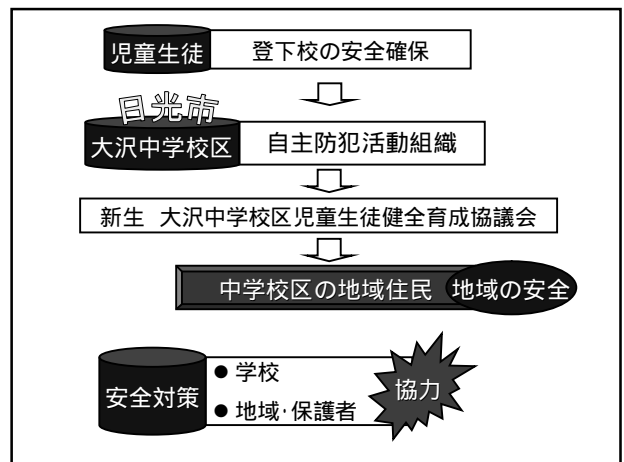 児童生徒 登下校の安全確保
日光市
大沢中学校区 自主防犯活動組織
新生 大沢中学校区児童生徒健全育成協議会
中学校区の地域住民 地域の安全
安全対策
● 学校
● 地域・保護者
協力